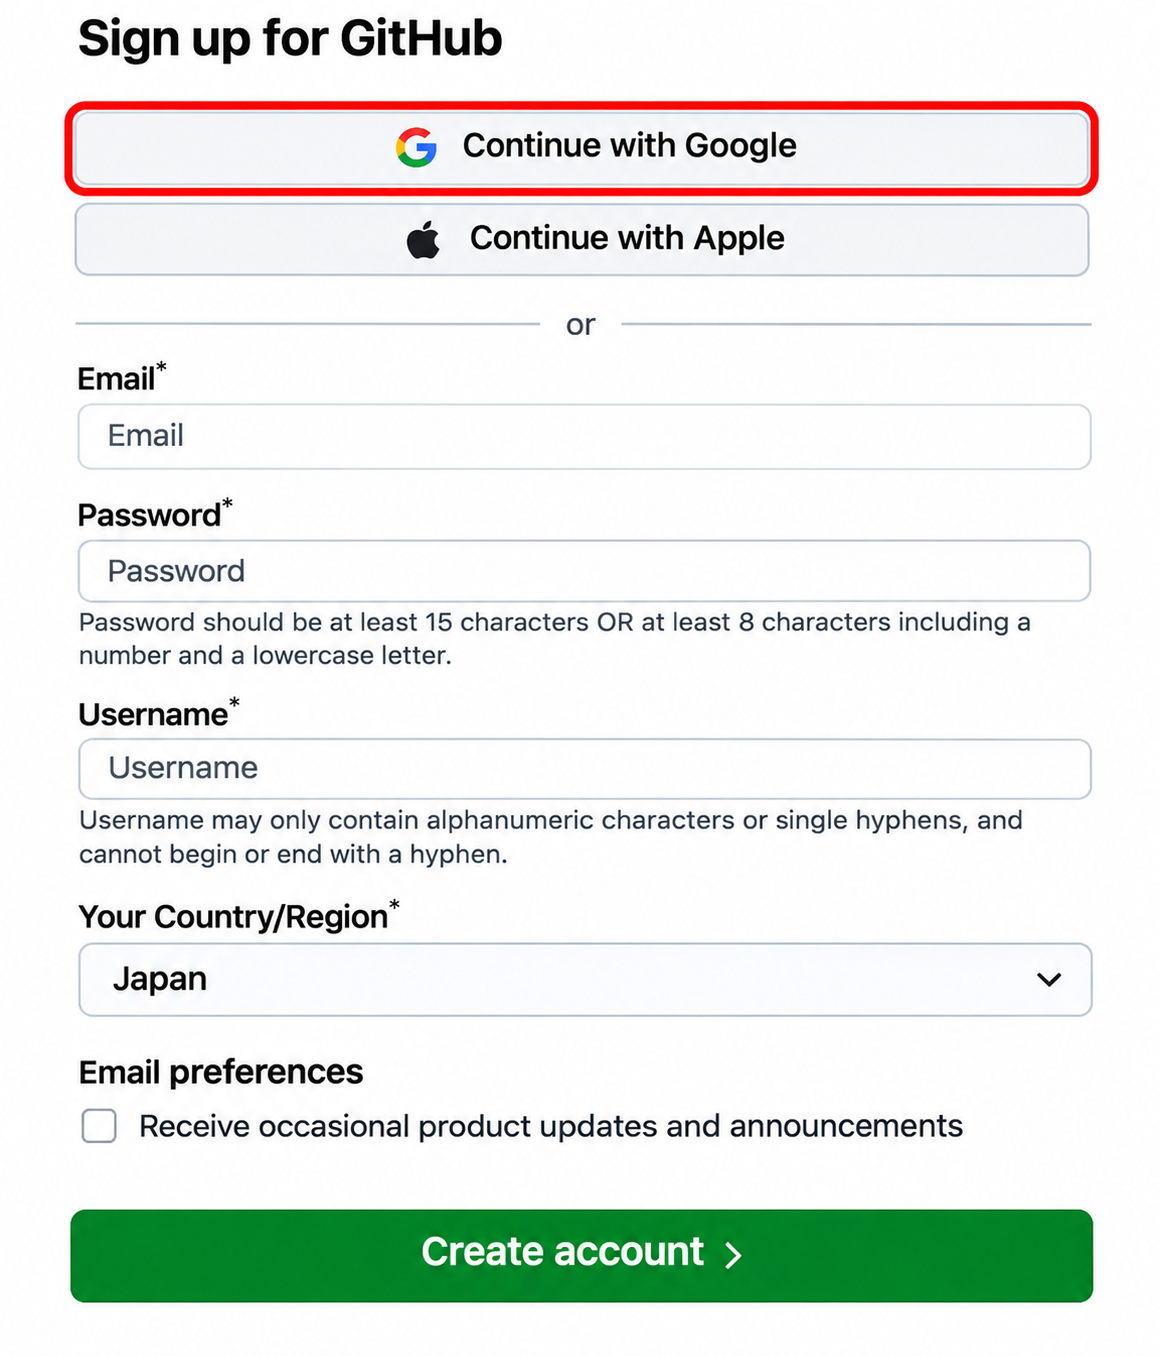 Sign up for GitHub
Continue with Google
Continue with Apple
or
Email*
Email
Password*
Password
Password should be at least 15 characters OR at least 8 characters including a
number and a lowercase letter.
Username*
Username
Username may only contain alphanumeric characters or single hyphens, and
cannot begin or end with a hyphen.
Your Country/Region*
Japan
Email preferences
Receive occasional product updates and announcements
Create account